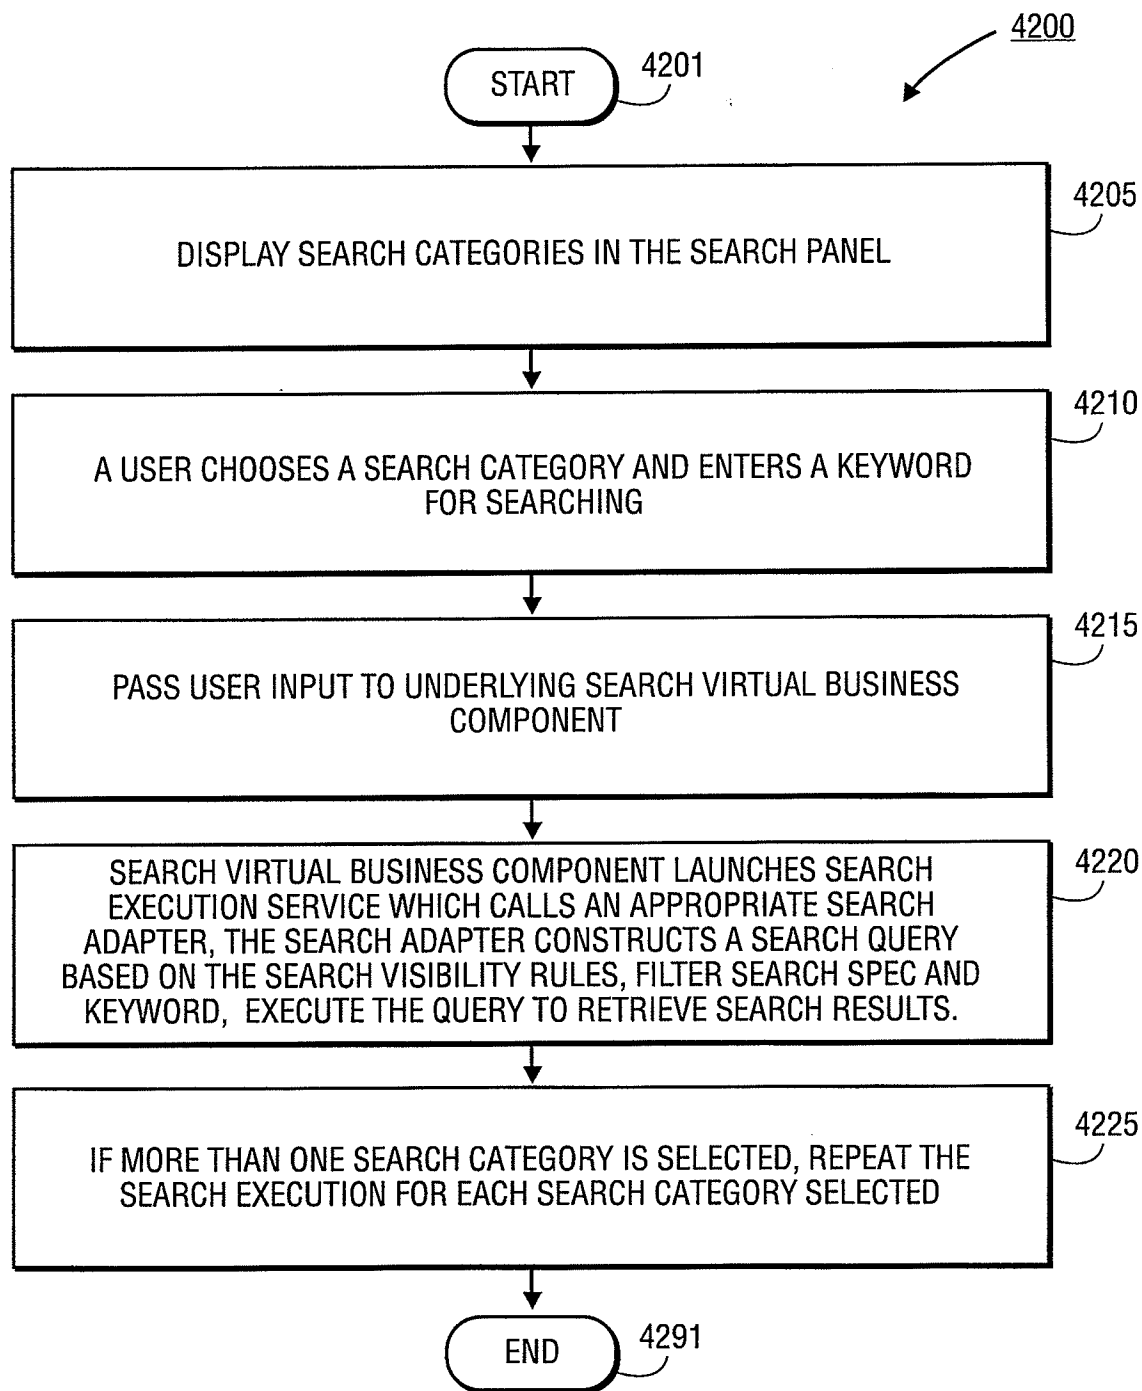 4200
START
4201
4205
DISPLAY SEARCH CATEGORIES IN THE SEARCH PANEL
4210
A USER CHOOSES A SEARCH CATEGORY AND ENTERS A KEYWORD
FOR SEARCHING
4215
PASS USER INPUT TO UNDERLYING SEARCH VIRTUAL BUSINESS
COMPONENT
4220
SEARCH VIRTUAL BUSINESS COMPONENT LAUNCHES SEARCH
EXECUTION SERVICE WHICH CALLS AN APPROPRIATE SEARCH
ADAPTER, THE SEARCH ADAPTER CONSTRUCTS A SEARCH QUERY
BASED ON THE SEARCH VISIBILITY RULES, FILTER SEARCH SPEC AND
KEYWORD, EXECUTE THE QUERY TO RETRIEVE SEARCH RESULTS.
4225
IF MORE THAN ONE SEARCH CATEGORY IS SELECTED, REPEAT THE
SEARCH EXECUTION FOR EACH SEARCH CATEGORY SELECTED
END
4291